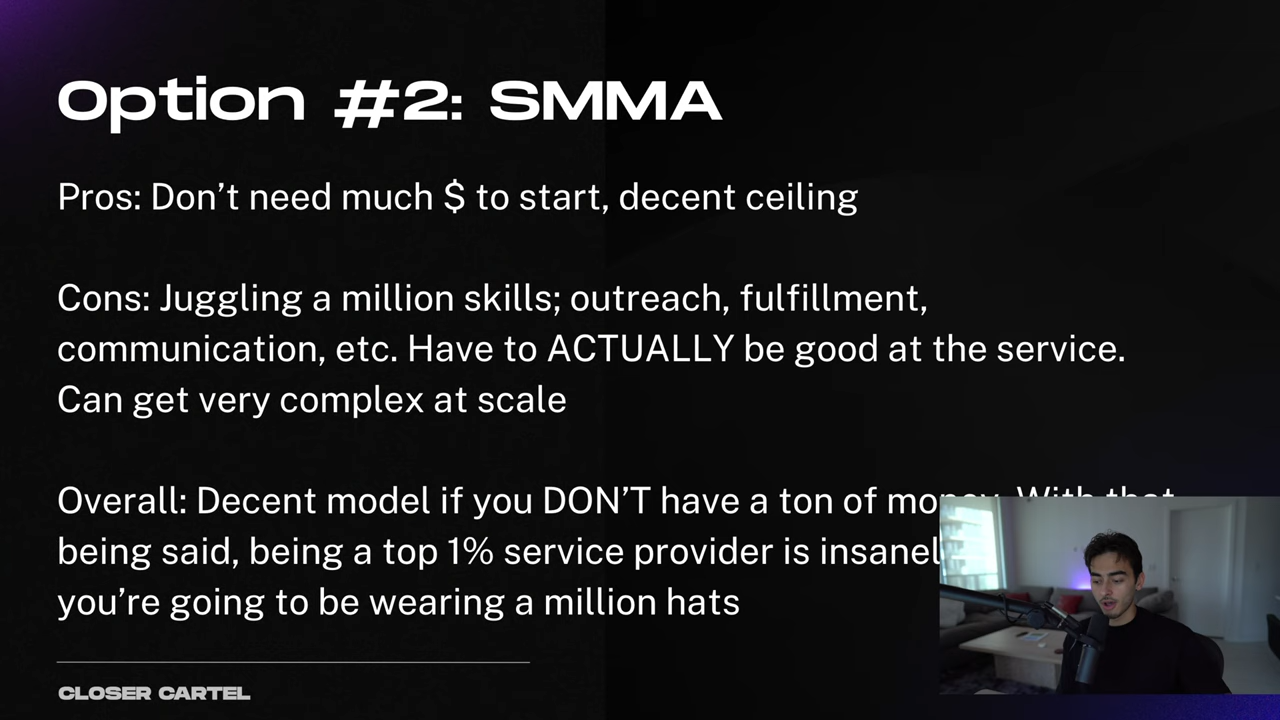 Option #2: SMMA
Pros: Don’t need much $ to start, decent ceiling
Cons: Juggling a million skills; outreach, fulfillment,
communication, etc. Have to ACTUALLY be good at the service.
Can get very complex at scale
Overall: Decent model if you DON’T have a ton of money. With that
being said, being a top 1% service provider is
you’re going to be wearing a million hats
CLOSER CARTEL